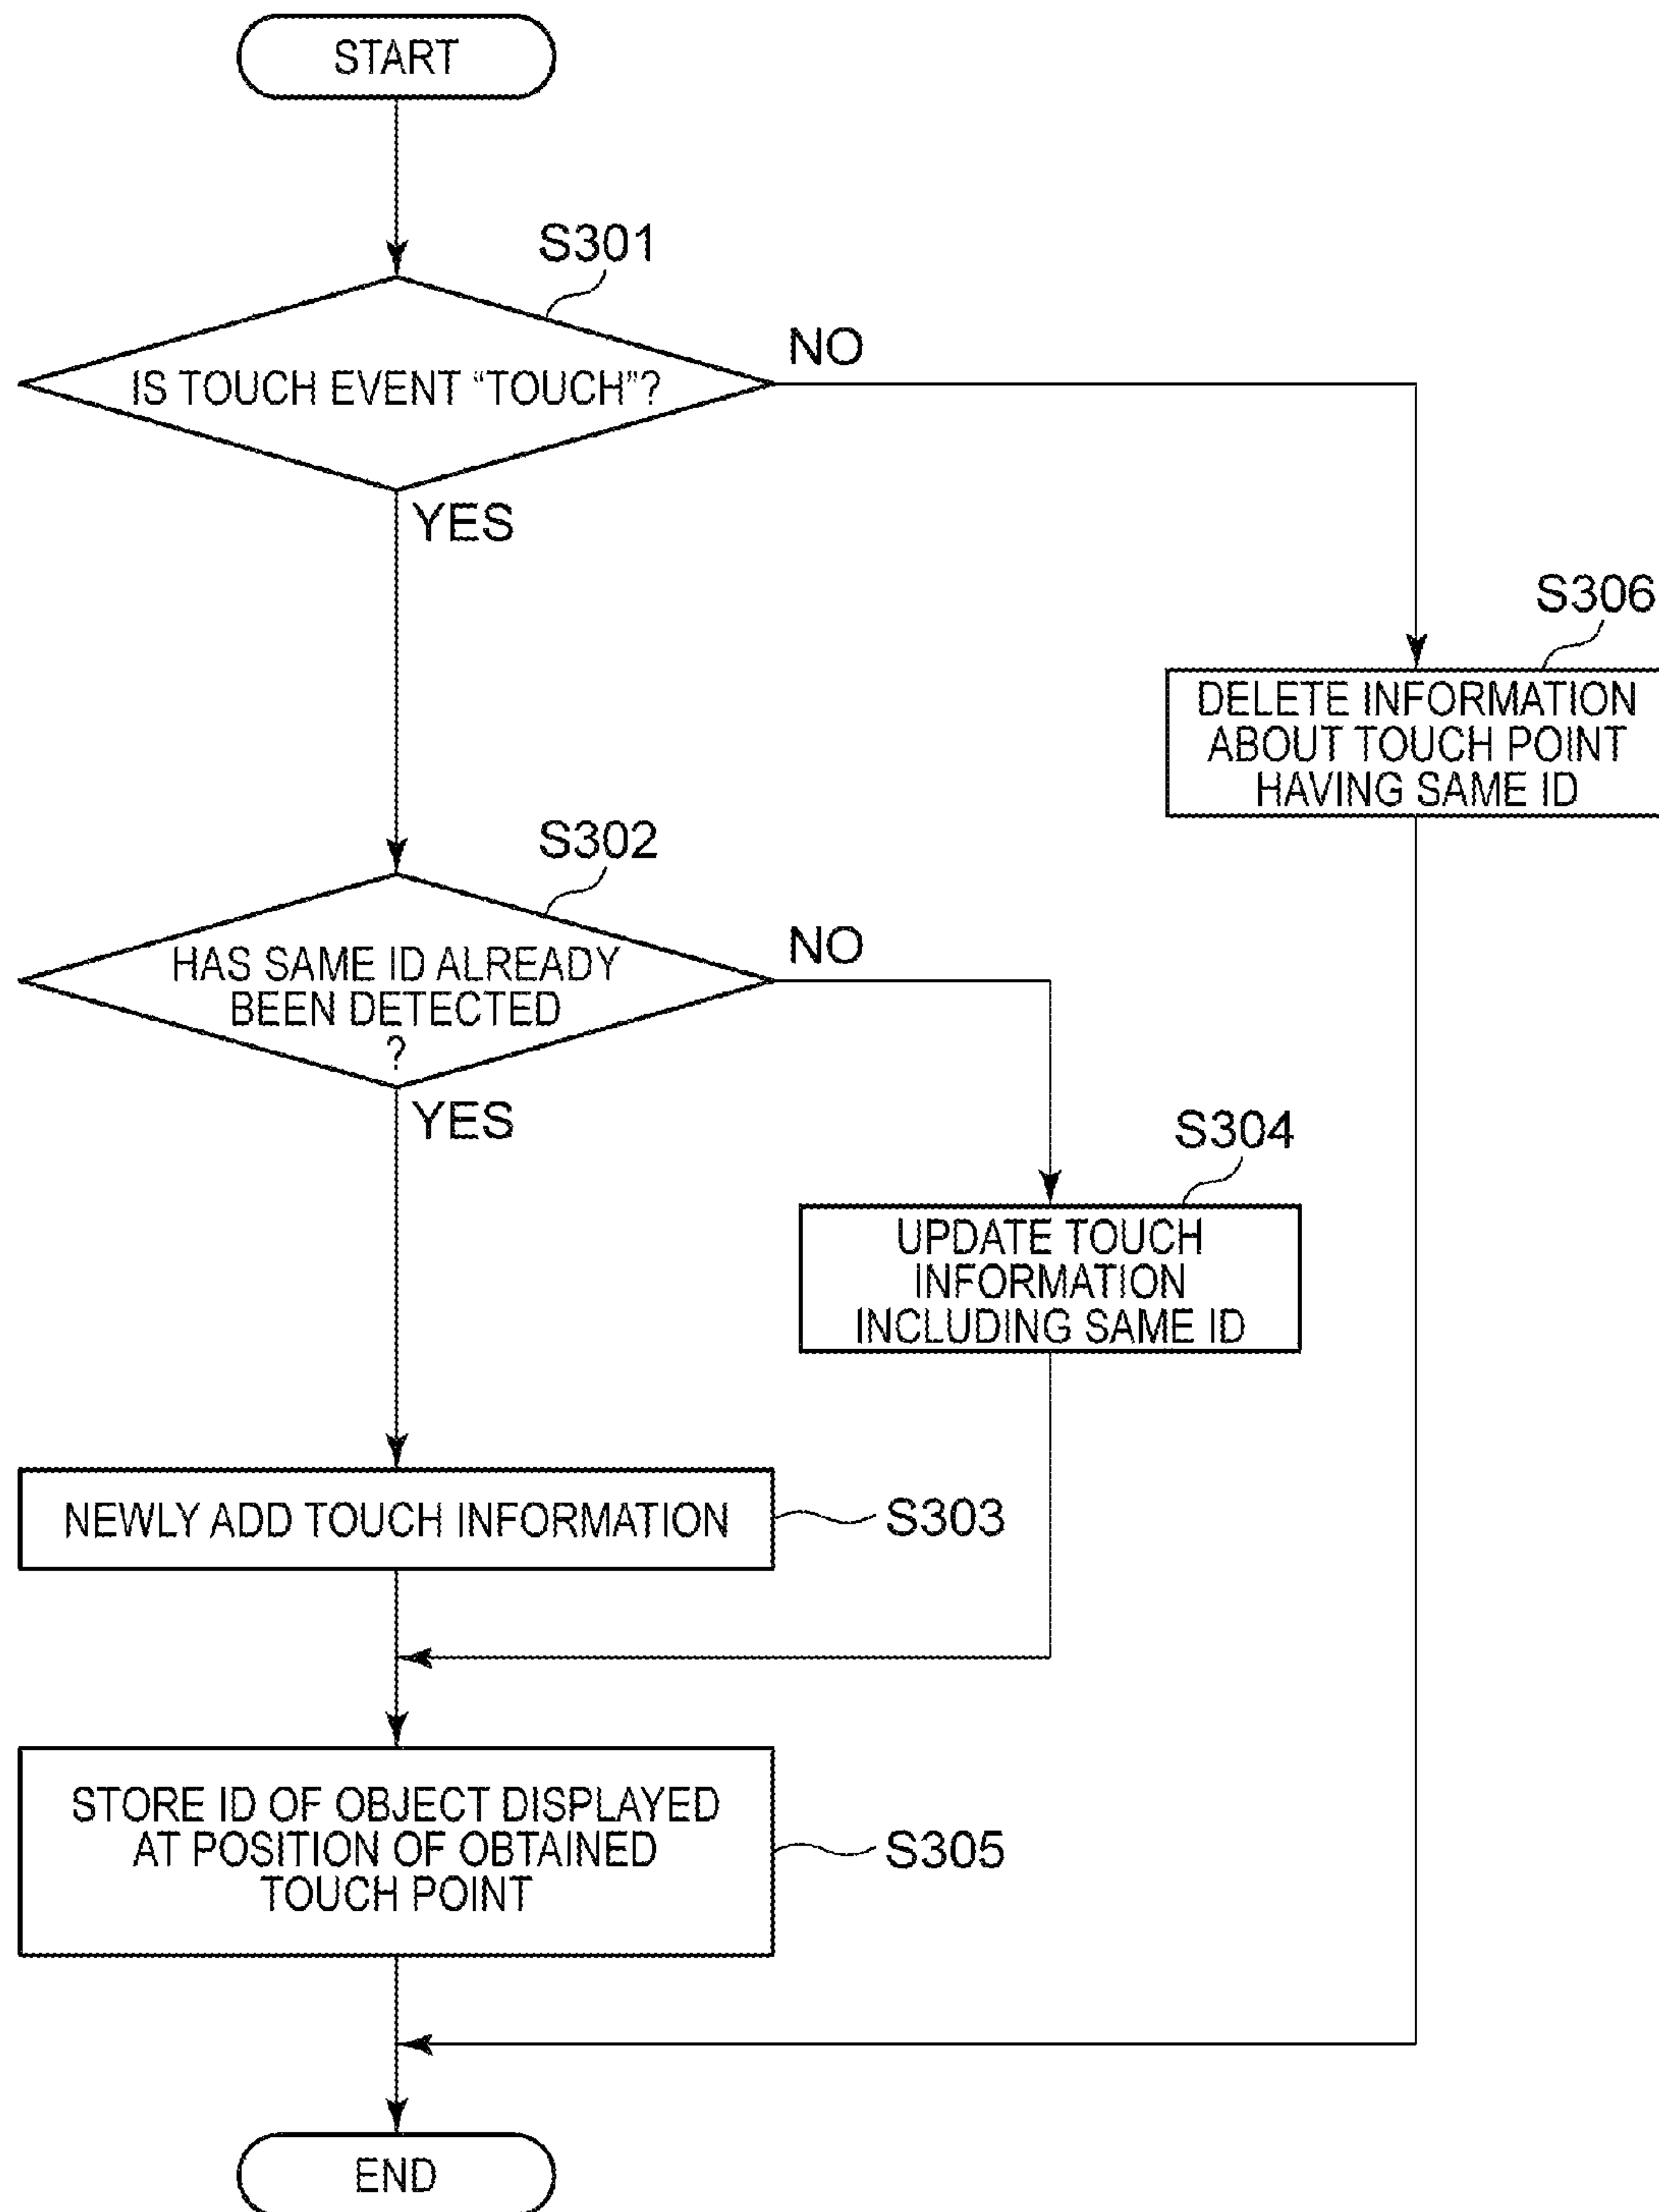 START
S301
IS TOUCH EVENT “TOUCH”?
NO
YES
S306
DELETE INFORMATION
ABOUT TOUCH POINT
HAVING SAME ID
S302
HAS SAME ID ALREADY
BEEN DETECTED
?
NO
YES
S304
UPDATE TOUCH
INFORMATION
INCLUDING SAME ID
NEWLY ADD TOUCH INFORMATION
S303
STORE ID OF OBJECT DISPLAYED
AT POSITION OF OBTAINED
TOUCH POINT
S305
END